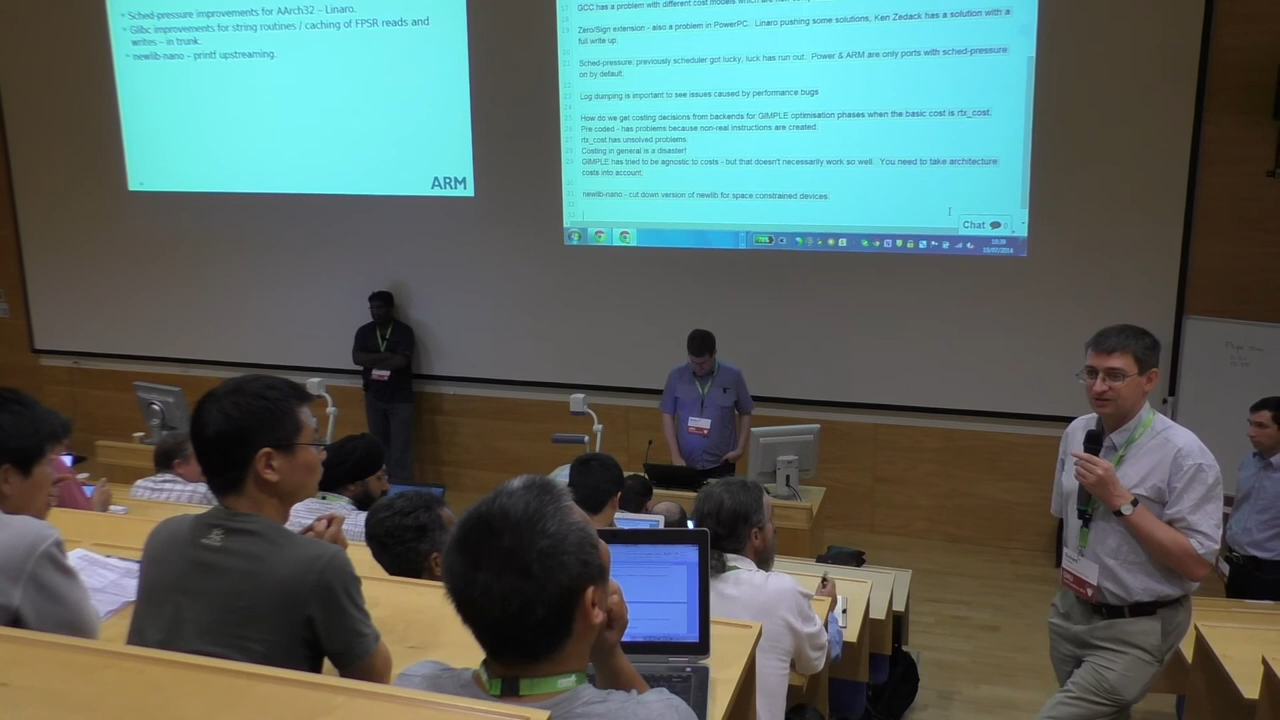 Sched-pressure improvements for AArch32 – Linaro.
Glibc improvements for string routines / caching of FPSR reads and
writes – in trunk.
newlib-nano – printf upstreaming.
ARM
GCC has a problem with different cost models which are
Zero/Sign extension - also a problem in PowerPC. Linaro pushing some solutions, Ken Zedack has a solution with a
full write up.
Sched-pressure; previously scheduler got lucky, luck has run out. Power & ARM are only ports with sched-pressure
on by default.
Log dumping is important to see issues caused by performance bugs
How do we get costing decisions from backends for GIMPLE optimisation phases when the basic cost is rtx_cost.
Pre coded - has problems because non-real instructions are created.
rtx_cost has unsolved problems.
Costing in general is a disaster!
GIMPLE has tried to be agnostic to costs - but that doesn't necessarily work so well. You need to take architecture
costs into account.
newlib-nano - cut down version of newlib for space constrained devices.
Chat 0
78%
10:39
15/07/2014